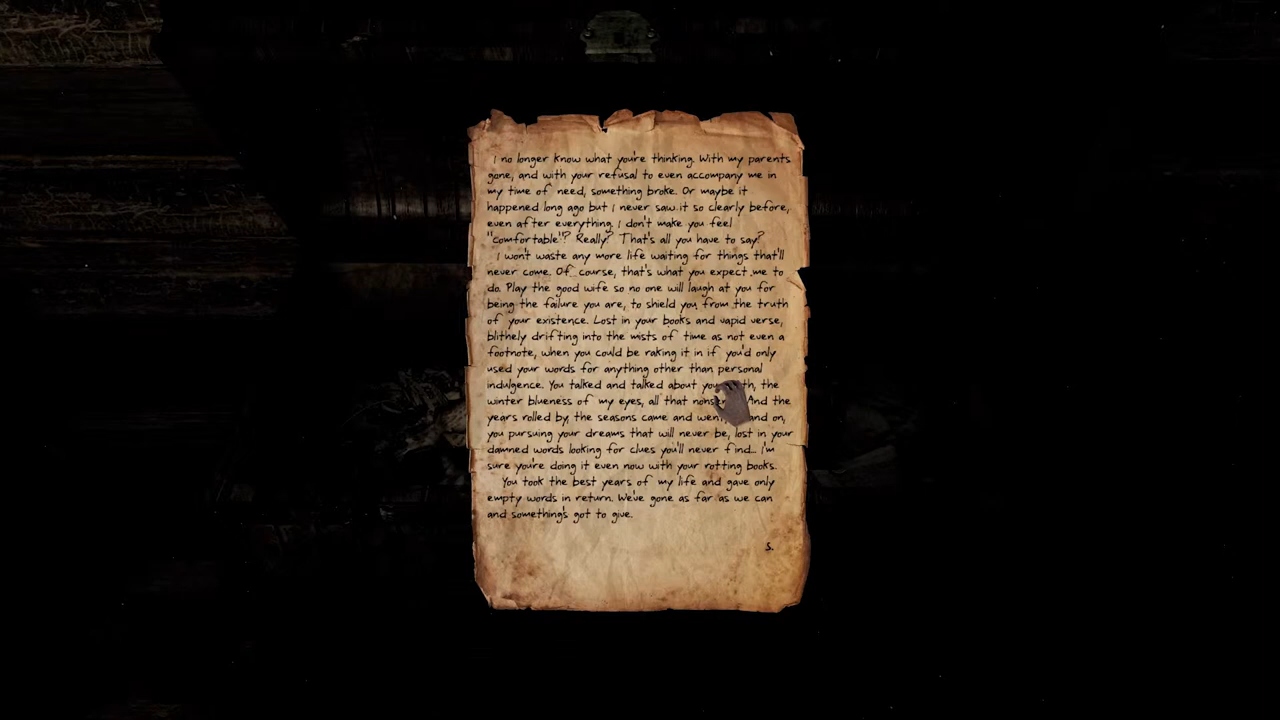 I no longer know what you're thinking. With my parents
gone, and with your refusal to even accompany me in
my time of need, something broke. Or maybe it
happened long ago but I never saw it so clearly before,
even after everything. I don't make you feel
"comfortable"? Really? That's all you have to say?
I won't waste any more life waiting for things that'll
never come. Of course, that's what you expect me to
do. Play the good wife so no one will laugh at you for
being the failure you are, to shield you from the truth
of your existence. Lost in your books and vapid verse,
blithely drifting into the mists of time as not even a
footnote, when you could be raking it in if you'd only
used your words for anything other than personal
indulgence. You talked and talked about the
winter blueness of my eyes, all that And the
years rolled by, the seasons came and and on,
you pursuing your dreams that will never be, lost in your
damned words looking for clues you'll never find... I'm
sure you're doing it even now with your rotting books.
You took the best years of my life and gave only
empty words in return. We've gone as far as we can
and something's got to give.
S.